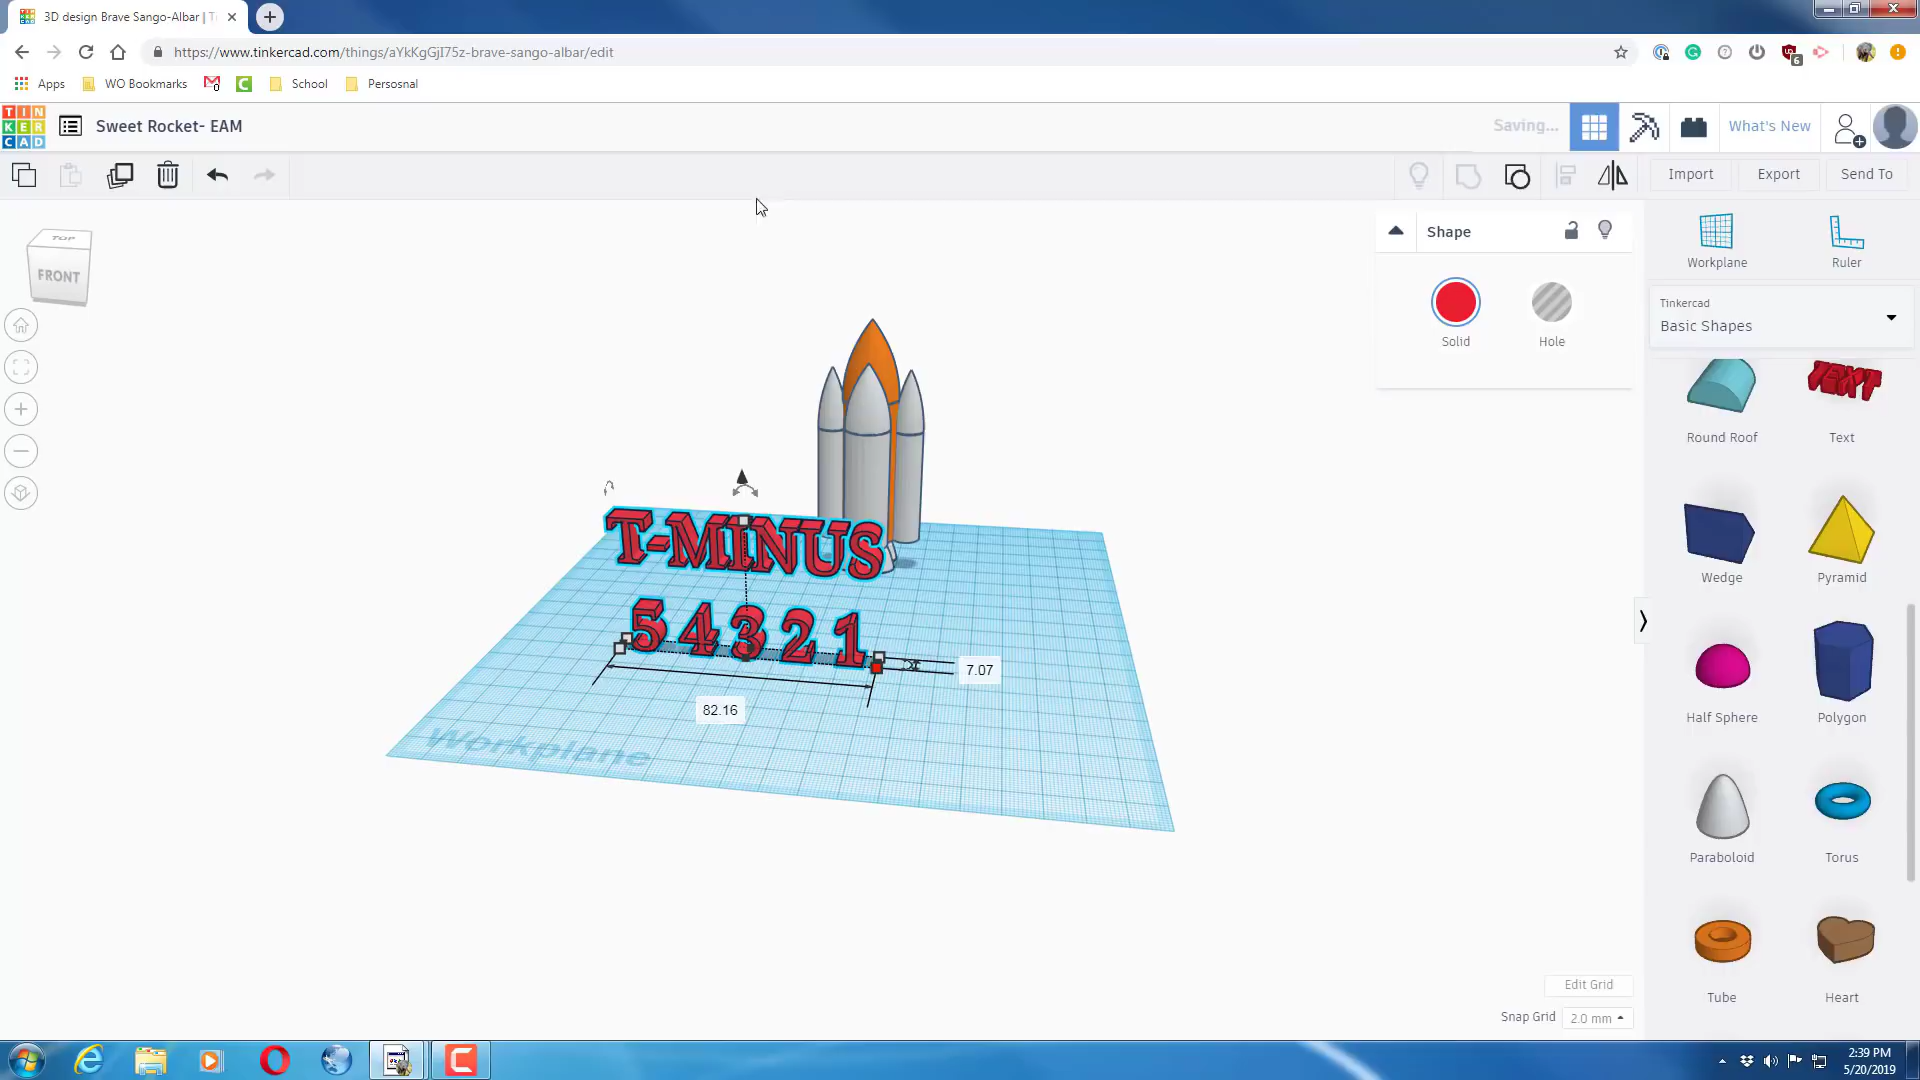 3D design Brave Sango-Albar | T
https://www.tinkercad.com/things/aYkKgGjI75z-brave-sango-albar/edit
6
Apps
WO Bookmarks
0
School
Persosnal
TIN
KER
CAD
Sweet Rocket- EAM
Saving...
What's New
Import
Export
Send To
TOP
FRONT
Shape
Solid
Hole
Workplane
Ruler
Tinkercad
Basic Shapes
TEXT
Round Roof
Text
Wedge
Pyramid
Half Sphere
Polygon
Paraboloid
Torus
Tube
Heart
T-MINUS
5 4 3 2 1
7.07
82.16
Workplane
Edit Grid
Snap Grid
2.0 mm
2:39 PM
5/20/2019